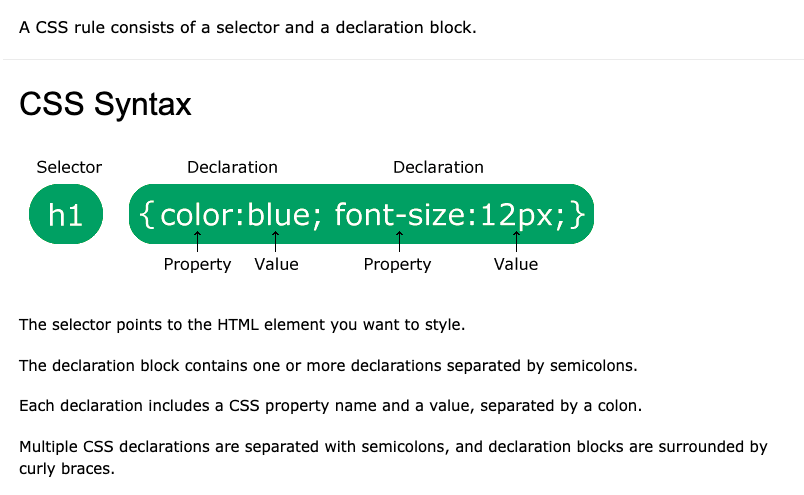 A CSS rule consists of a selector and a declaration block.
CSS Syntax
Selector Declaration Declaration
h1 {color:blue; font-size:12px;}
Property Value Property Value
The selector points to the HTML element you want to style.
The declaration block contains one or more declarations separated by semicolons.
Each declaration includes a CSS property name and a value, separated by a colon.
Multiple CSS declarations are separated with semicolons, and declaration blocks are surrounded by
curly braces.